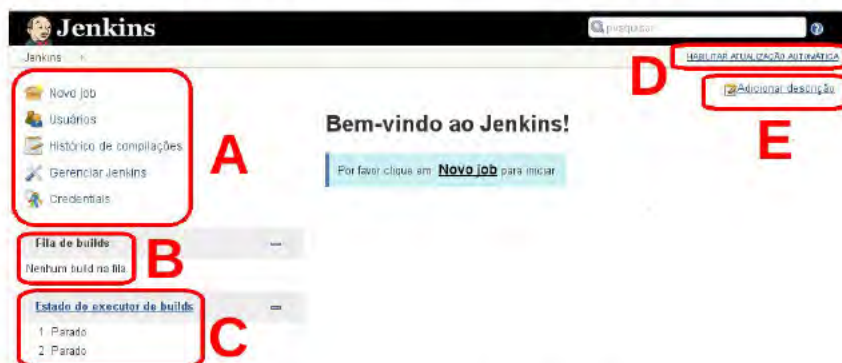 Jenkins
pesquisar
Jenkins
HABILITAR ATUALIZAÇÃO AUTOMÁTICA
D
Adicionar descrição
E
Novo job
Usuários
Histórico de compilações
Gerenciar Jenkins
Credentials
A
Bem-vindo ao Jenkins!
Por favor clique em Novo job para iniciar
Fila de builds
Nenhum build na fila
B
Estado do executor de builds
1 Parado
2 Parado
C